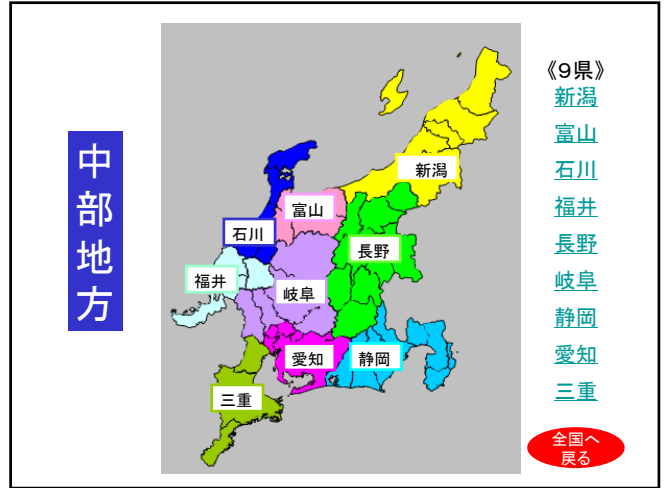 中部地方
新潟
富山
石川
長野
福井
岐阜
愛知
静岡
三重
《9県》
新潟
富山
石川
福井
長野
岐阜
静岡
愛知
三重
全国へ
戻る